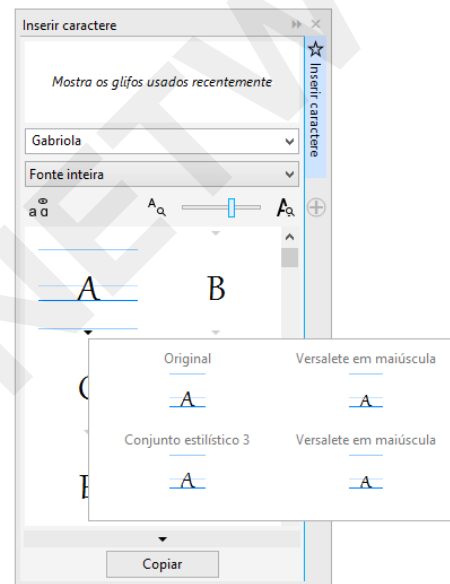 Inserir caractere
Inserir caractere
Mostra os glifos usados recentemente
Gabriola
Fonte inteira
A B
Original Versalete em maiúscula
A A
Conjunto estilístico 3 Versalete em maiúscula
A A
Copiar
NETW